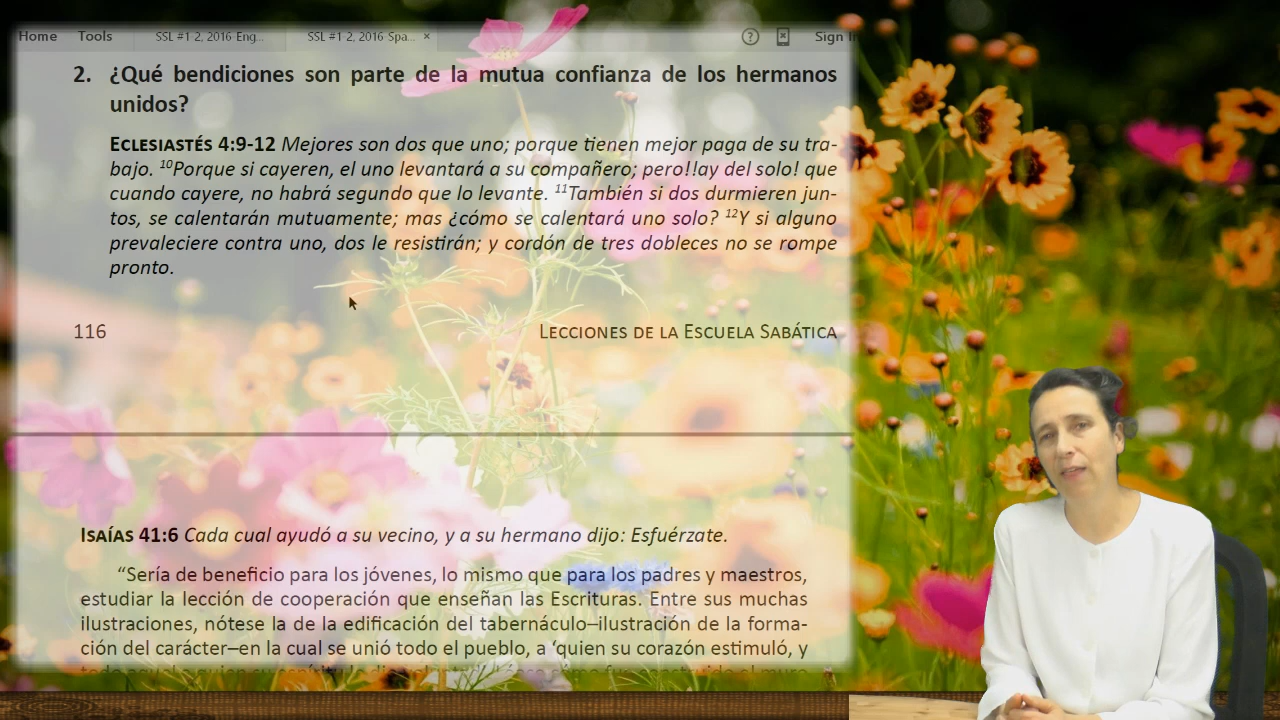 Home Tools SSL #1 2, 2016 Eng... SSL #1 2, 2016 Spa... × ? Sign In
2. ¿Qué bendiciones son parte de la mutua confianza de los hermanos
unidos?
Eclesiastés 4:9-12 Mejores son dos que uno; porque tienen mejor paga de su tra-
bajo. 10Porque si cayeren, el uno levantará a su compañero; pero!!ay del solo! que
cuando cayere, no habrá segundo que lo levante. 11También si dos durmieren jun-
tos, se calentarán mutuamente; mas ¿cómo se calentará uno solo? 12Y si alguno
prevaleciere contra uno, dos le resistirán; y cordón de tres dobleces no se rompe
pronto.
116 Lecciones de la Escuela Sabática
Isaías 41:6 Cada cual ayudó a su vecino, y a su hermano dijo: Esfuérzate.
“Sería de beneficio para los jóvenes, lo mismo que para los padres y maestros,
estudiar la lección de cooperación que enseñan las Escrituras. Entre sus muchas
ilustraciones, nótese la de la edificación del tabernáculo–ilustración de la forma-
ción del carácter–en la cual se unió todo el pueblo, a ‘quien su corazón estimuló, y